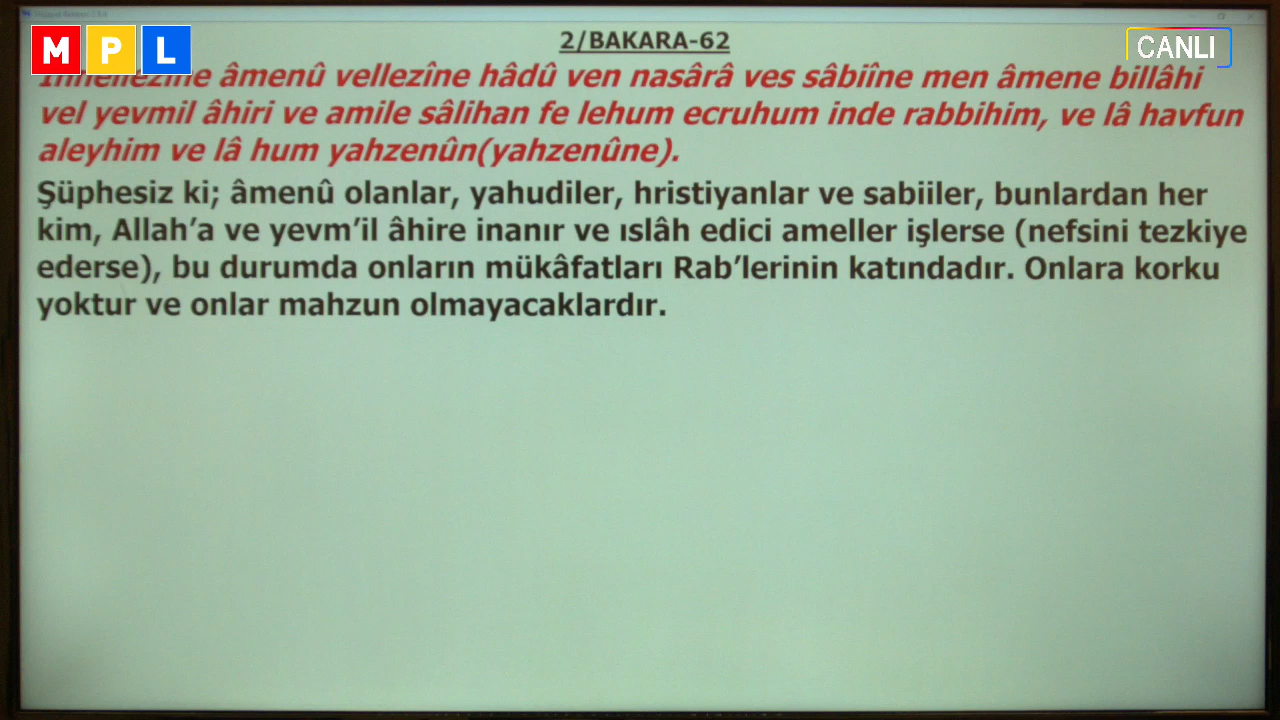 MPL
CANLI
2/BAKARA-62
âmenû vellezîne hâdû ven nasârâ ves sâbiîne men âmene billâhi
vel yevmil âhiri ve amile sâlihan fe lehum ecruhum inde rabbihim, ve lâ havfun
aleyhim ve lâ hum yahzenûn(yahzenûne).
Şüphesiz ki; âmenû olanlar, yahudiler, hristiyanlar ve sabiiler, bunlardan her
kim, Allah’a ve yevm’il âhire inanır ve ıslâh edici ameller işlerse (nefsini tezkiye
ederse), bu durumda onların mükâfatları Rab’lerinin katındadır. Onlara korku
yoktur ve onlar mahzun olmayacaklardır.